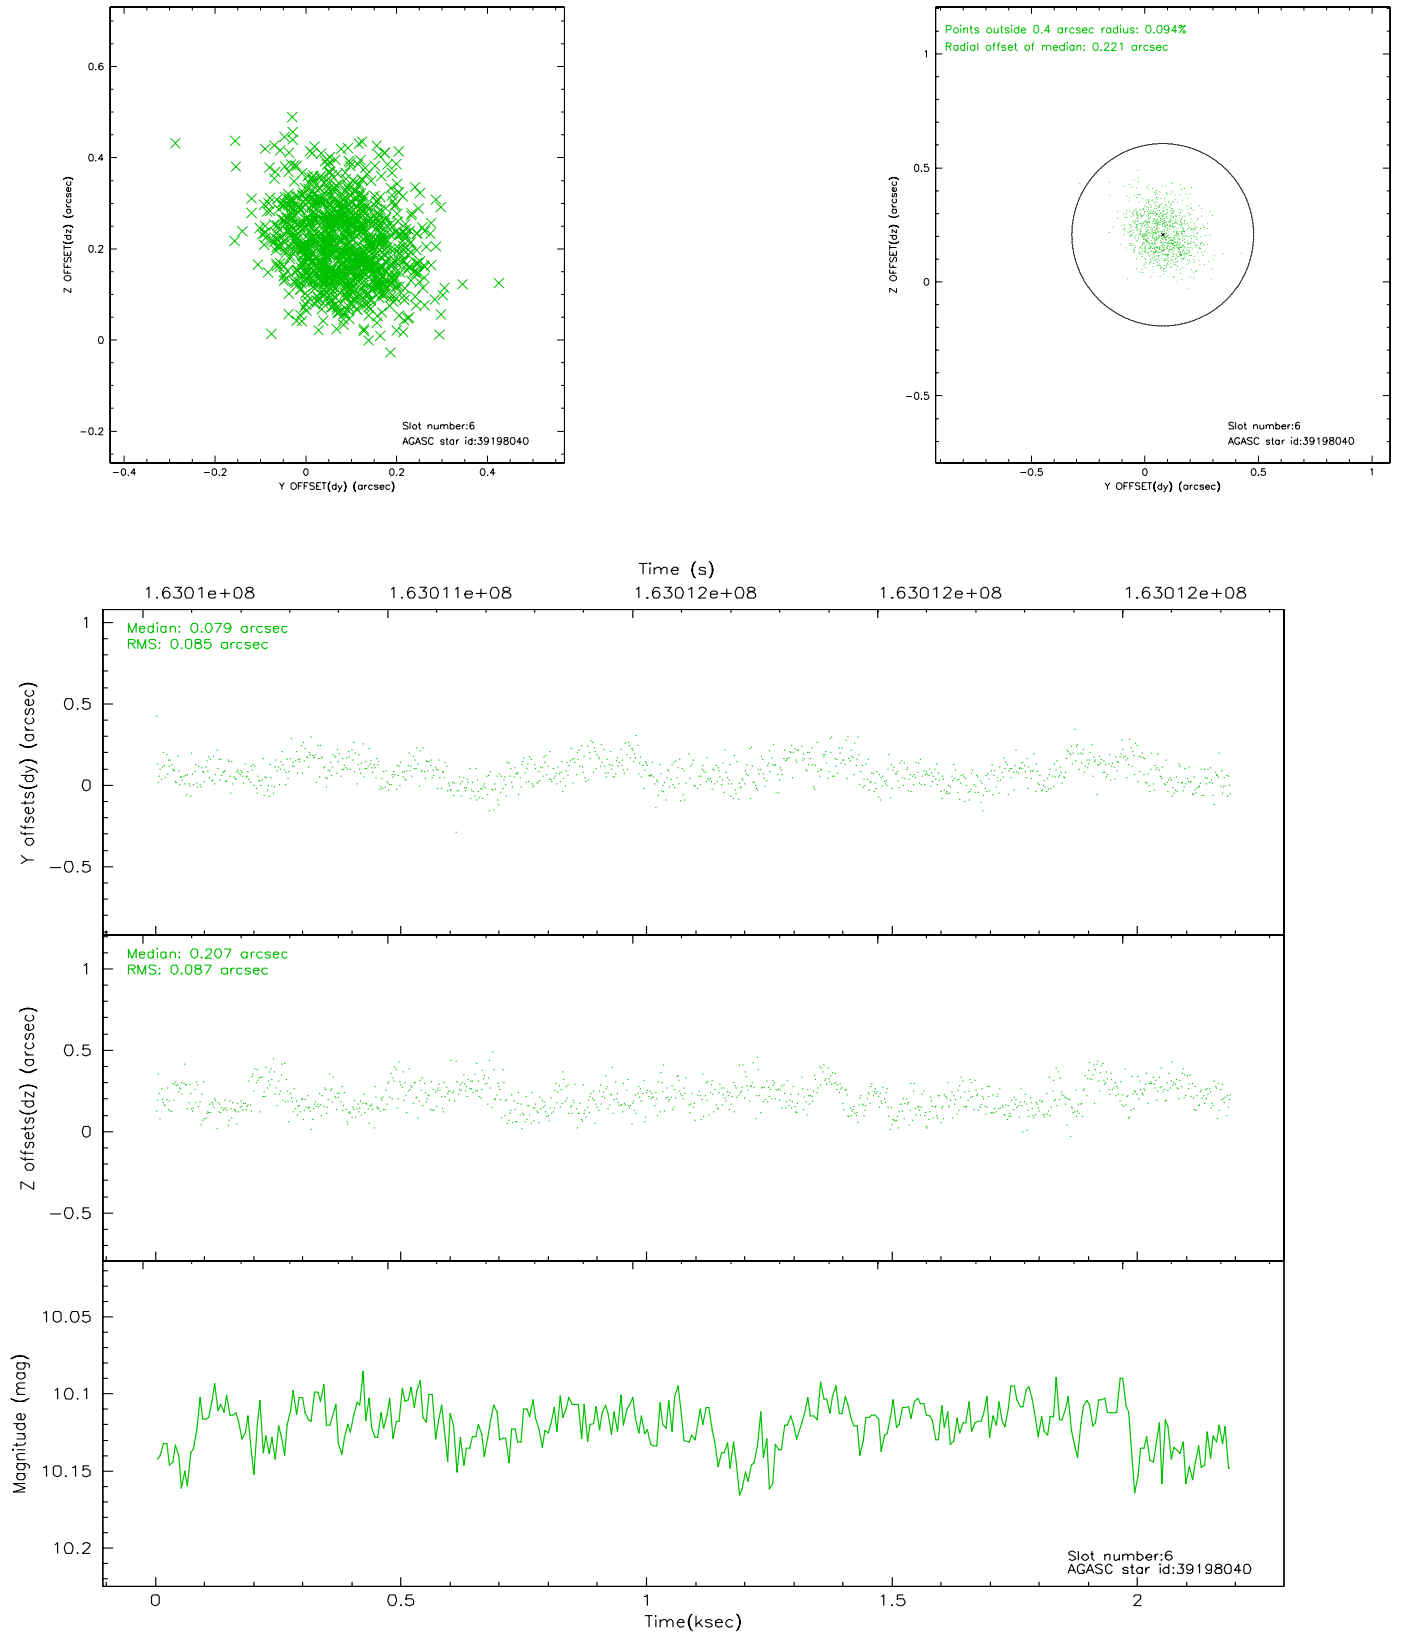 0.6
0.4
0.2
0
−0.2
−0.4
−0.2
0
0.2
0.4
Z OFFSET(dz) (arcsec)
Y OFFSET(dy) (arcsec)
Slot number:6
AGASC star id:39198040
Points outside 0.4 arcsec radius: 0.094%
Radial offset of median: 0.221 arcsec
1
0.5
0
−0.5
−0.5
0
0.5
1
Z OFFSET(dz) (arcsec)
Y OFFSET(dy) (arcsec)
Slot number:6
AGASC star id:39198040
Time (s)
1.6301e+08 1.63011e+08 1.63012e+08 1.63012e+08 1.63012e+08
Median: 0.079 arcsec
RMS: 0.085 arcsec
1
0.5
0
−0.5
Y offsets(dy) (arcsec)
Median: 0.207 arcsec
RMS: 0.087 arcsec
1
0.5
0
−0.5
Z offsets(dz) (arcsec)
10.05
10.1
10.15
10.2
Magnitude (mag)
Slot number:6
AGASC star id:39198040
0 0.5 1 1.5 2
Time(ksec)